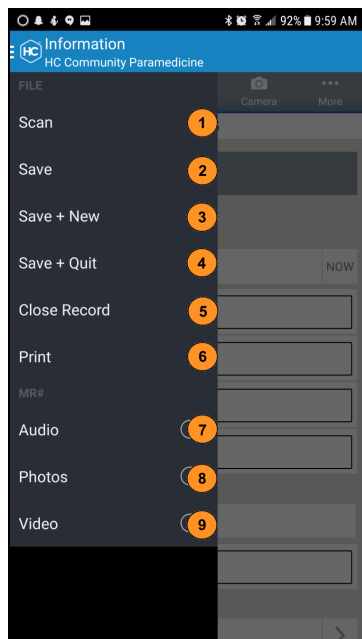 92% 9:59 AM
HC Information
HC Community Paramedicine
FILE
Camera
More
Scan 1
Save 2
Save + New 3
Save + Quit 4
NOW
Close Record 5
Print 6
MR#
Audio 7
Photos 8
Video 9